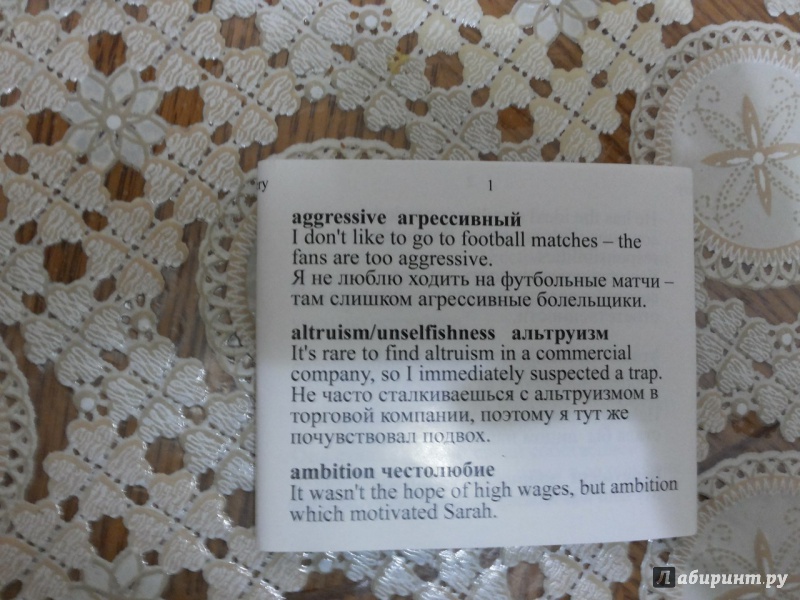 ry
1
aggressive агрессивный
I don't like to go to football matches – the
fans are too aggressive.
Я не люблю ходить на футбольные матчи –
там слишком агрессивные болельщики.
altruism/unselfishness альтруизм
It's rare to find altruism in a commercial
company, so I immediately suspected a trap.
Не часто сталкиваешься с альтруизмом в
торговой компании, поэтому я тут же
почувствовал подвох.
ambition честолюбие
It wasn't the hope of high wages, but ambition
which motivated Sarah.
Лабиринт.ру